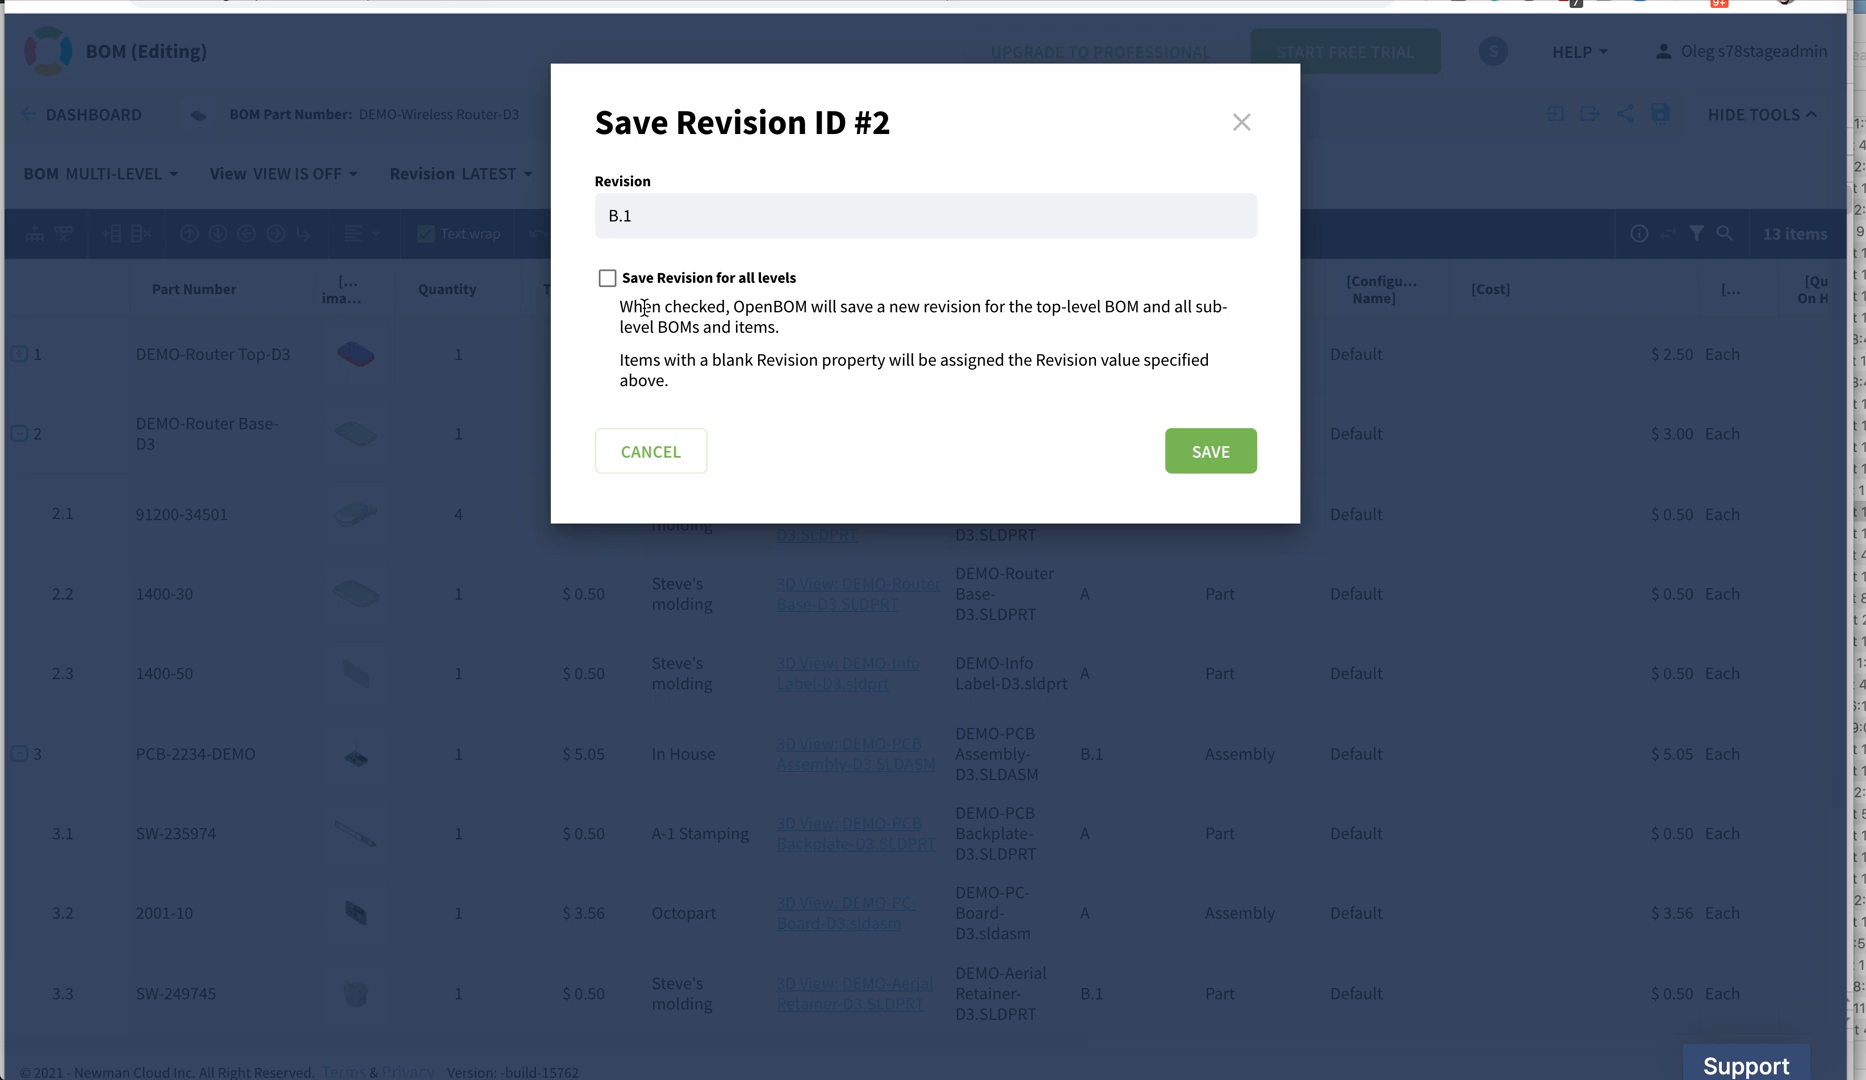 BOM (Editing)
UPGRADE TO PROFESSIONAL
START FREE TRIAL
S
HELP
Oleg s78stageadmin
DASHBOARD
BOM Part Number: DEMO-Wireless Router-D3
HIDE TOOLS
BOM MULTI-LEVEL
View VIEW IS OFF
Revision LATEST
Text wrap
13 items
Save Revision ID #2
Revision
B.1
Save Revision for all levels
When checked, OpenBOM will save a new revision for the top-level BOM and all sub-
level BOMs and items.
Items with a blank Revision property will be assigned the Revision value specified
above.
CANCEL
SAVE
Part Number
[...
ima...
Quantity
[Configu...
Name]
[Cost]
[...
[Qu
On H
1 DEMO-Router Top-D3 1 Default $ 2.50 Each
2 DEMO-Router Base-
D3 1 Default $ 3.00 Each
2.1 91200-34501 4 molding D3.SLDPRT D3.SLDPRT Default $ 0.50 Each
2.2 1400-30 1 $ 0.50 Steve's
molding
3D View: DEMO-Router
Base-D3.SLDPRT
DEMO-Router
Base-
D3.SLDPRT
A Part Default $ 0.50 Each
2.3 1400-50 1 $ 0.50 Steve's
molding
3D View: DEMO-Info
Label-D3.sldprt
DEMO-Info
Label-D3.sldprt
A Part Default $ 0.50 Each
3 PCB-2234-DEMO 1 $ 5.05 In House
3D View: DEMO-PCB
Assembly-D3.SLDASM
DEMO-PCB
Assembly-
D3.SLDASM
B.1 Assembly Default $ 5.05 Each
3.1 SW-235974 1 $ 0.50 A-1 Stamping
3D View: DEMO-PCB
Backplate-D3.SLDPRT
DEMO-PCB
Backplate-
D3.SLDPRT
A Part Default $ 0.50 Each
3.2 2001-10 1 $ 3.56 Octopart
3D View: DEMO-PC-
Board-D3.sldasm
DEMO-PC-
Board-
D3.sldasm
A Assembly Default $ 3.56 Each
3.3 SW-249745 1 $ 0.50 Steve's
molding
3D View: DEMO-Aerial
Retainer-D3.SLDPRT
DEMO-Aerial
Retainer-
D3.SLDPRT
B.1 Part Default $ 0.50 Each
© 2021 - Newman Cloud Inc. All Right Reserved. Terms & Privacy Version: -build-15762
Support